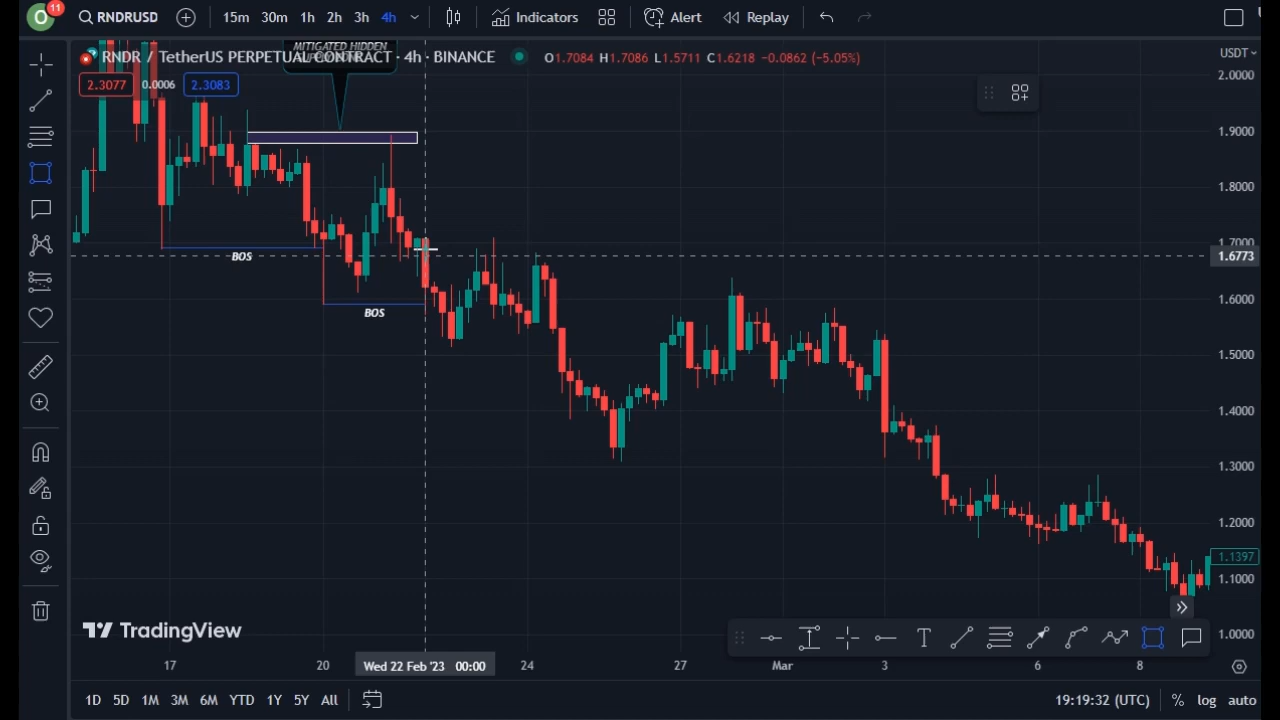 O 11 RNDRUSD 15m 30m 1h 2h 3h 4h Indicators Alert Replay
MITIGATED HIDDEN
RNDR / TetherUS PERPETUAL CONTRACT · 4h · BINANCE O1.7084 H1.7086 L1.5711 C1.6218 -0.0862 (-5.05%) USDT
2.3077 0.0006 2.3083
2.0000
1.9000
1.8000
1.7000
BOS 1.6773
1.6000
BOS
1.5000
1.4000
1.3000
1.2000
1.1397
1.1000
TradingView 1.0000
T
17 20 Wed 22 Feb '23 00:00 24 27 Mar 3 6 8
1D 5D 1M 3M 6M YTD 1Y 5Y All 19:19:32 (UTC) % log auto